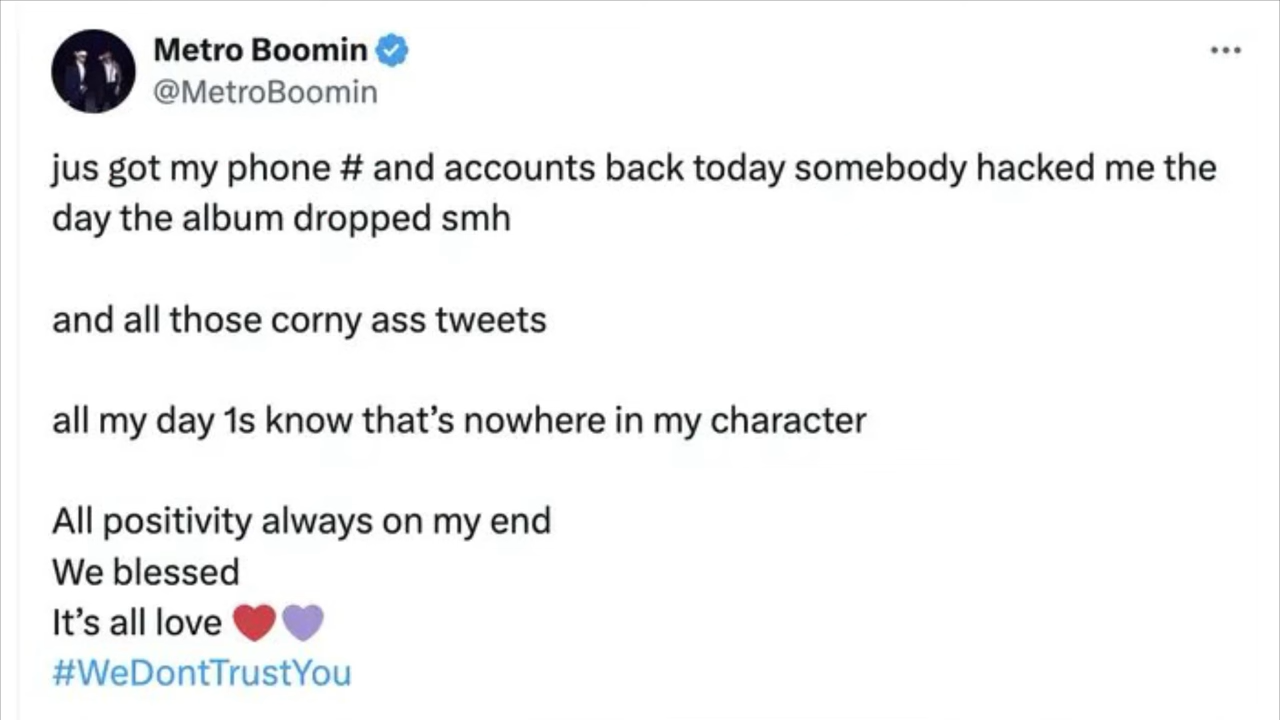 Metro Boomin
@MetroBoomin
jus got my phone # and accounts back today somebody hacked me the
day the album dropped smh
and all those corny ass tweets
all my day 1s know that’s nowhere in my character
All positivity always on my end
We blessed
It’s all love ❤️💜
#WeDontTrustYou